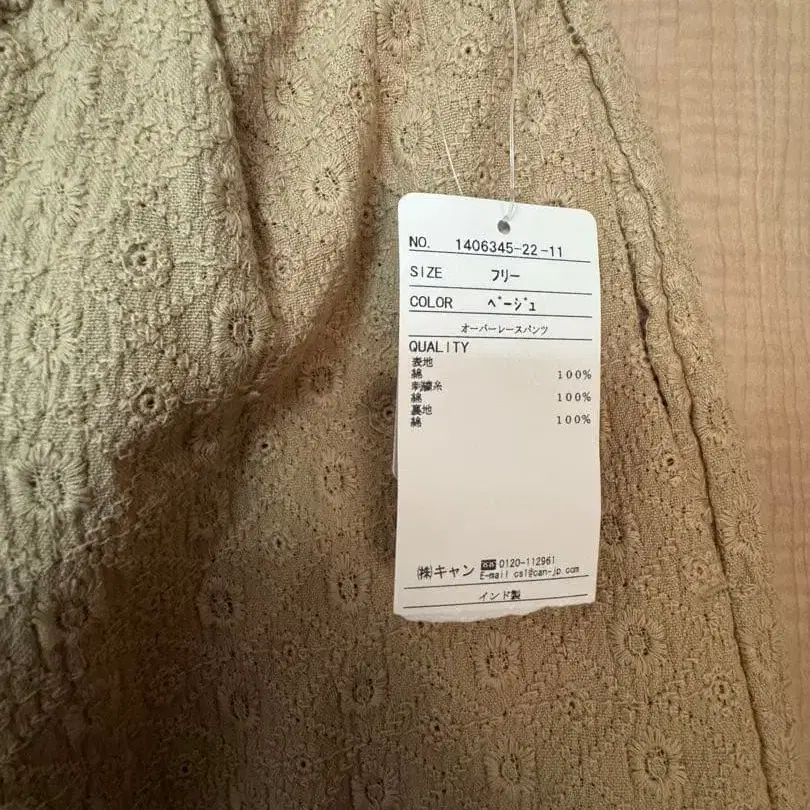 NO. 1406345-22-11
SIZE フリー
COLOR ベージュ
オーバーレースパンツ
QUALITY
表地
綿 100%
刺繍糸
綿 100%
裏地
綿 100%
(株)キャン 0120-112961
E-mail cs1@can-jp.com
インド製